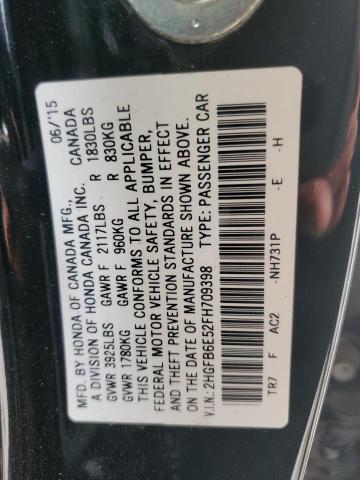 MFD. BY HONDA OF CANADA MFG., 06/'15
A DIVISION OF HONDA CANADA INC. CANADA
GVWR 3925LBS GAWR F 2117LBS R 1830LBS
GVWR 1780KG GAWR F 960KG R 830KG
THIS VEHICLE CONFORMS TO ALL APPLICABLE
FEDERAL MOTOR VEHICLE SAFETY, BUMPER,
AND THEFT PREVENTION STANDARDS IN EFFECT
ON THE DATE OF MANUFACTURE SHOWN ABOVE.
V.I.N.: 2HGFB6E52FH709398 TYPE: PASSENGER CAR
TR7 F AC2 -NH731P -E -H